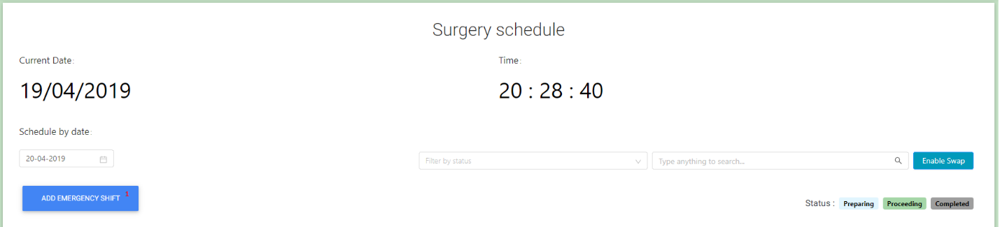 Surgery schedule
Current Date:
Time:
19/04/2019
20 : 28 : 40
Schedule by date:
20-04-2019
Filter by status
Type anything to search...
Enable Swap
ADD EMERGENCY SHIFT 1
Status : Preparing Proceeding Completed